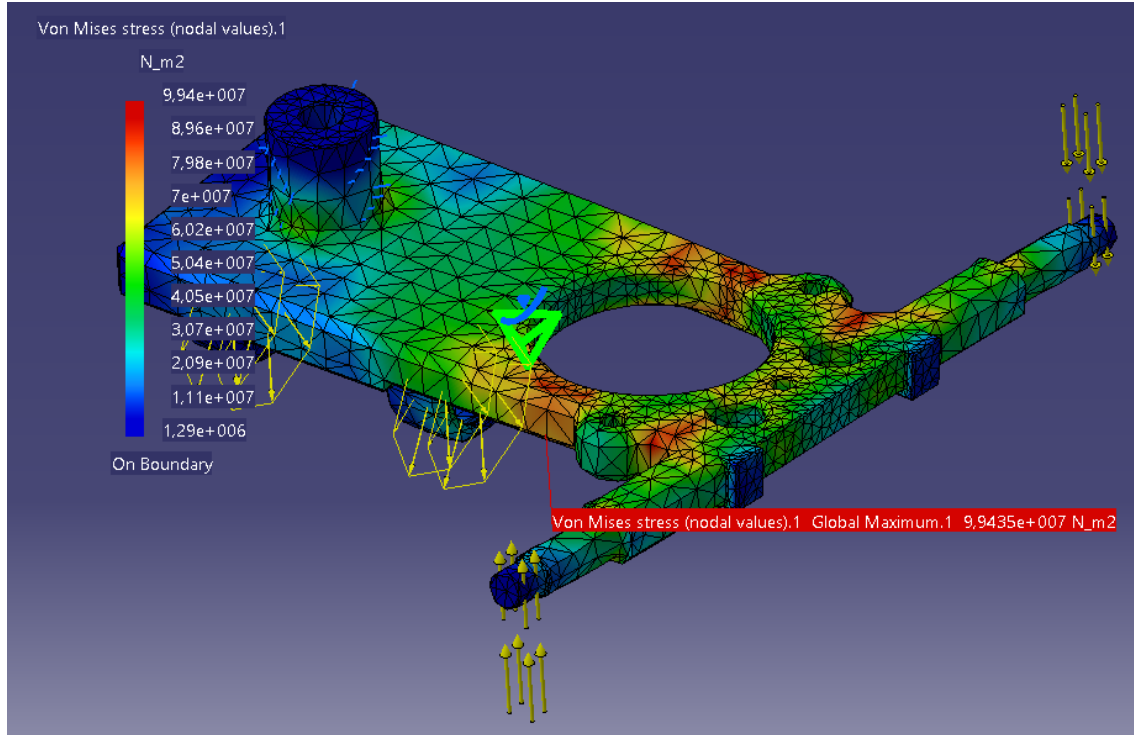 Von Mises stress (nodal values).1
N_m2
9,94e+007
8,96e+007
7,98e+007
7e+007
6,02e+007
5,04e+007
4,05e+007
3,07e+007
2,09e+007
1,11e+007
1,29e+006
On Boundary
Von Mises stress (nodal values).1 Global Maximum.1 9,9435e+007 N_m2